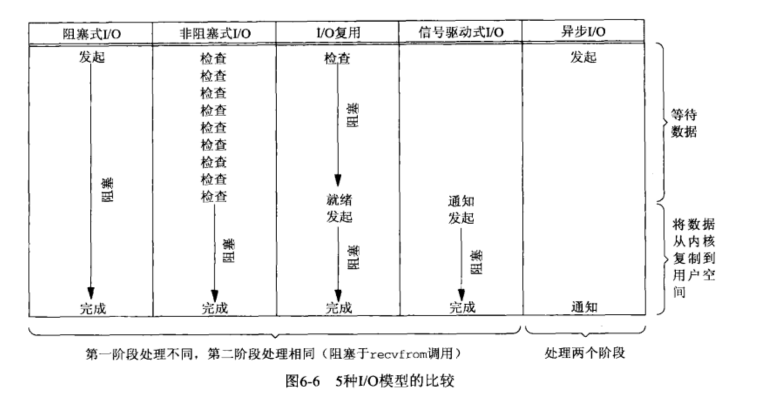 阻塞式I/O 非阻塞式I/O I/O复用 信号驱动式I/O 异步I/O
发起 检查 检查 发起
检查
检查
检查
检查
检查
检查
检查
检查
阻塞
阻塞
就绪 通知
发起 发起
阻塞
阻塞
阻塞
完成 完成 完成 完成 通知
等待
数据
将数据
从内核
复制到
用户空
间
第一阶段处理不同，第二阶段处理相同（阻塞于recvfrom调用） 处理两个阶段
图6-6 5种I/O模型的比较